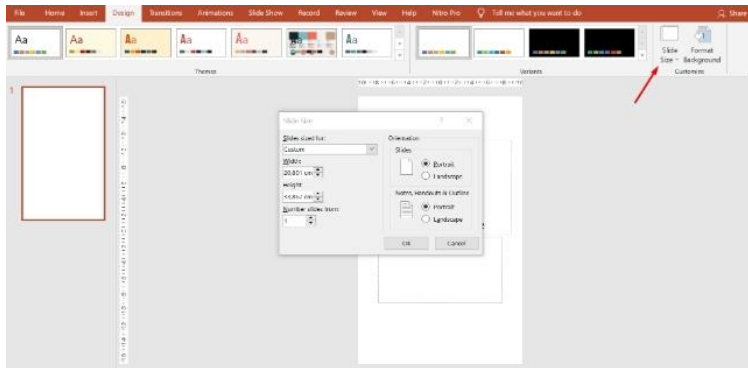 File Home Insert Design Transitions Animations Slide Show Record Review View Help Nitro Pro Tell me what you want to do Share
Aa Aa Aa Aa Aa Aa Aa
Slide Size Format Background
Themes Variants Customize
1
Slide Size ? ×
Slides sized for:
Custom
Width:
Height:
Number slides from:
Orientation
Slides
Portrait
Landscape
Notes, Handouts & Outline
Portrait
Landscape
OK Cancel